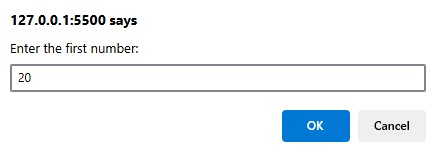 127.0.0.1:5500 says
Enter the first number:
20
OK Cancel